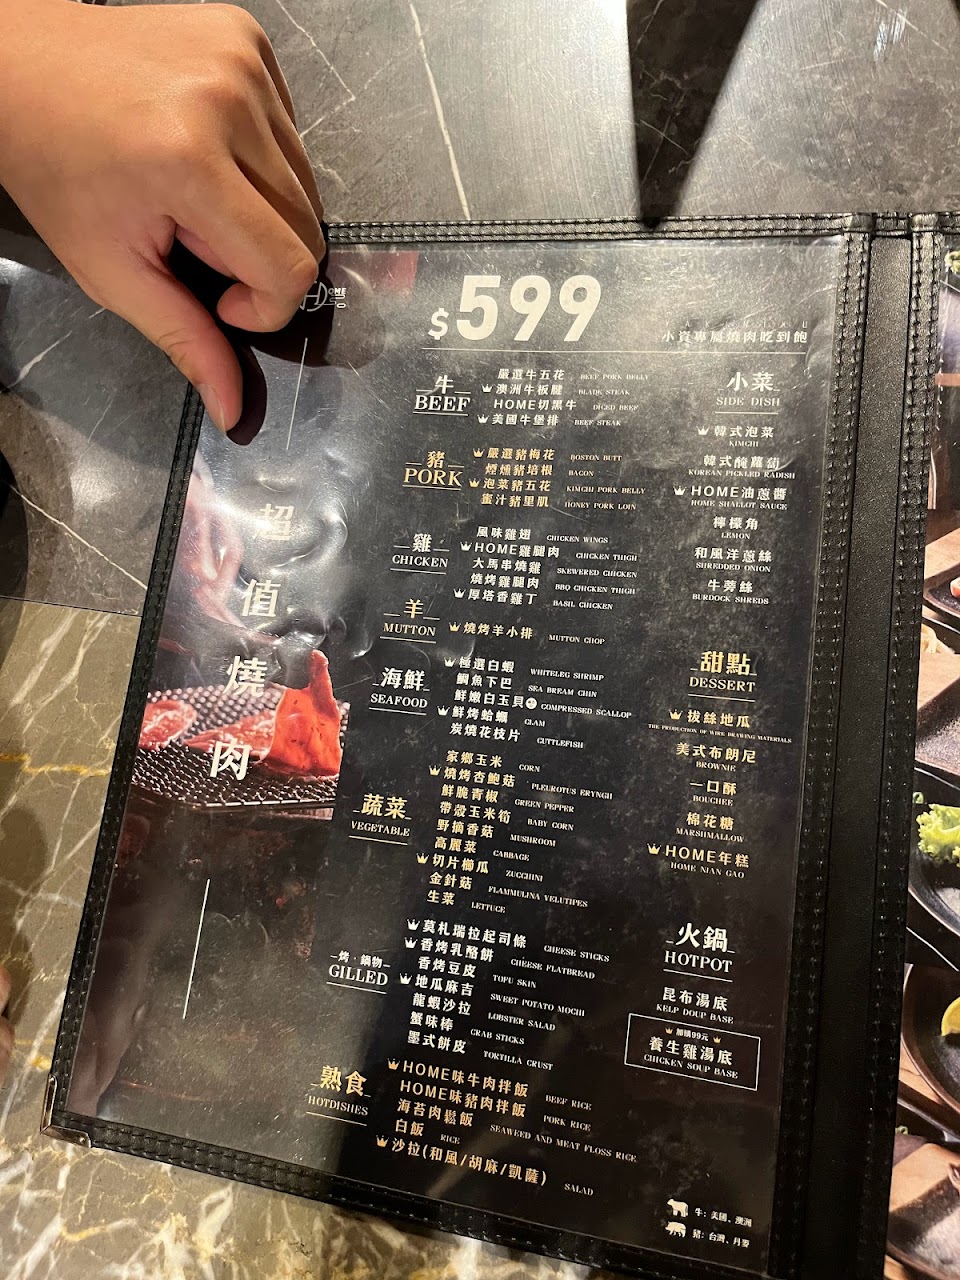 HOME
$599
小資專屬燒肉吃到飽
超值燒肉
牛
BEEF
嚴選牛五花 BEEF PORK BELLY
澳洲牛板腱 BLADE STEAK
HOME切黑牛 DICED BEEF
美國牛堡排 BEEF STEAK
豬
PORK
嚴選豬梅花 BOSTON BUTT
煙燻豬培根 BACON
泡菜豬五花 KIMCHI PORK BELLY
蜜汁豬里肌 HONEY PORK LOIN
雞
CHICKEN
風味雞翅 CHICKEN WINGS
HOME雞腿肉 CHICKEN THIGH
大馬串燒雞 SKEWERED CHICKEN
燒烤雞腿肉 BBQ CHICKEN THIGH
厚塔香雞丁 BASIL CHICKEN
羊
MUTTON
燒烤羊小排 MUTTON CHOP
海鮮
SEAFOOD
極選白蝦 WHITELEG SHRIMP
鯛魚下巴 SEA BREAM CHIN
鮮嫩白玉貝 COMPRESSED SCALLOP
鮮烤蛤蠣 CLAM
炭燒花枝片 CUTTLEFISH
蔬菜
VEGETABLE
家鄉玉米 CORN
燒烤杏鮑菇 PLEUROTUS ERYNGII
鮮脆青椒 GREEN PEPPER
帶殼玉米筍 BABY CORN
野摘香菇 MUSHROOM
高麗菜 CABBAGE
切片櫛瓜 ZUCCHINI
金針菇 FLAMMULINA VELUTIPES
生菜 LETTUCE
烤．鍋物
GILLED
莫札瑞拉起司條 CHEESE STICKS
香烤乳酪餅 CHEESE FLATBREAD
香烤豆皮 TOFU SKIN
地瓜麻吉 SWEET POTATO MOCHI
龍蝦沙拉 LOBSTER SALAD
蟹味棒 CRAB STICKS
墨式餅皮 TORTILLA CRUST
熟食
HOTDISHES
HOME味牛肉拌飯 BEEF RICE
HOME味豬肉拌飯 PORK RICE
海苔肉鬆飯 SEAWEED AND MEAT FLOSS RICE
白飯 RICE
沙拉(和風/胡麻/凱薩) SALAD
小菜
SIDE DISH
韓式泡菜
KIMCHI
韓式醃蘿蔔
KOREAN PICKLED RADISH
HOME油蔥醬
HOME SHALLOT SAUCE
檸檬角
LEMON
和風洋蔥絲
SHREDDED ONION
牛蒡絲
BURDOCK SHREDS
甜點
DESSERT
拔絲地瓜
THE PRODUCTION OF WIRE DRAWING MATERIALS
美式布朗尼
BROWNIE
一口酥
BOUCHEE
棉花糖
MARSHMALLOW
HOME年糕
HOME NIAN GAO
火鍋
HOTPOT
昆布湯底
KELP DOUP BASE
加購99元
養生雞湯底
CHICKEN SOUP BASE
牛：美國、澳洲
豬：台灣、丹麥